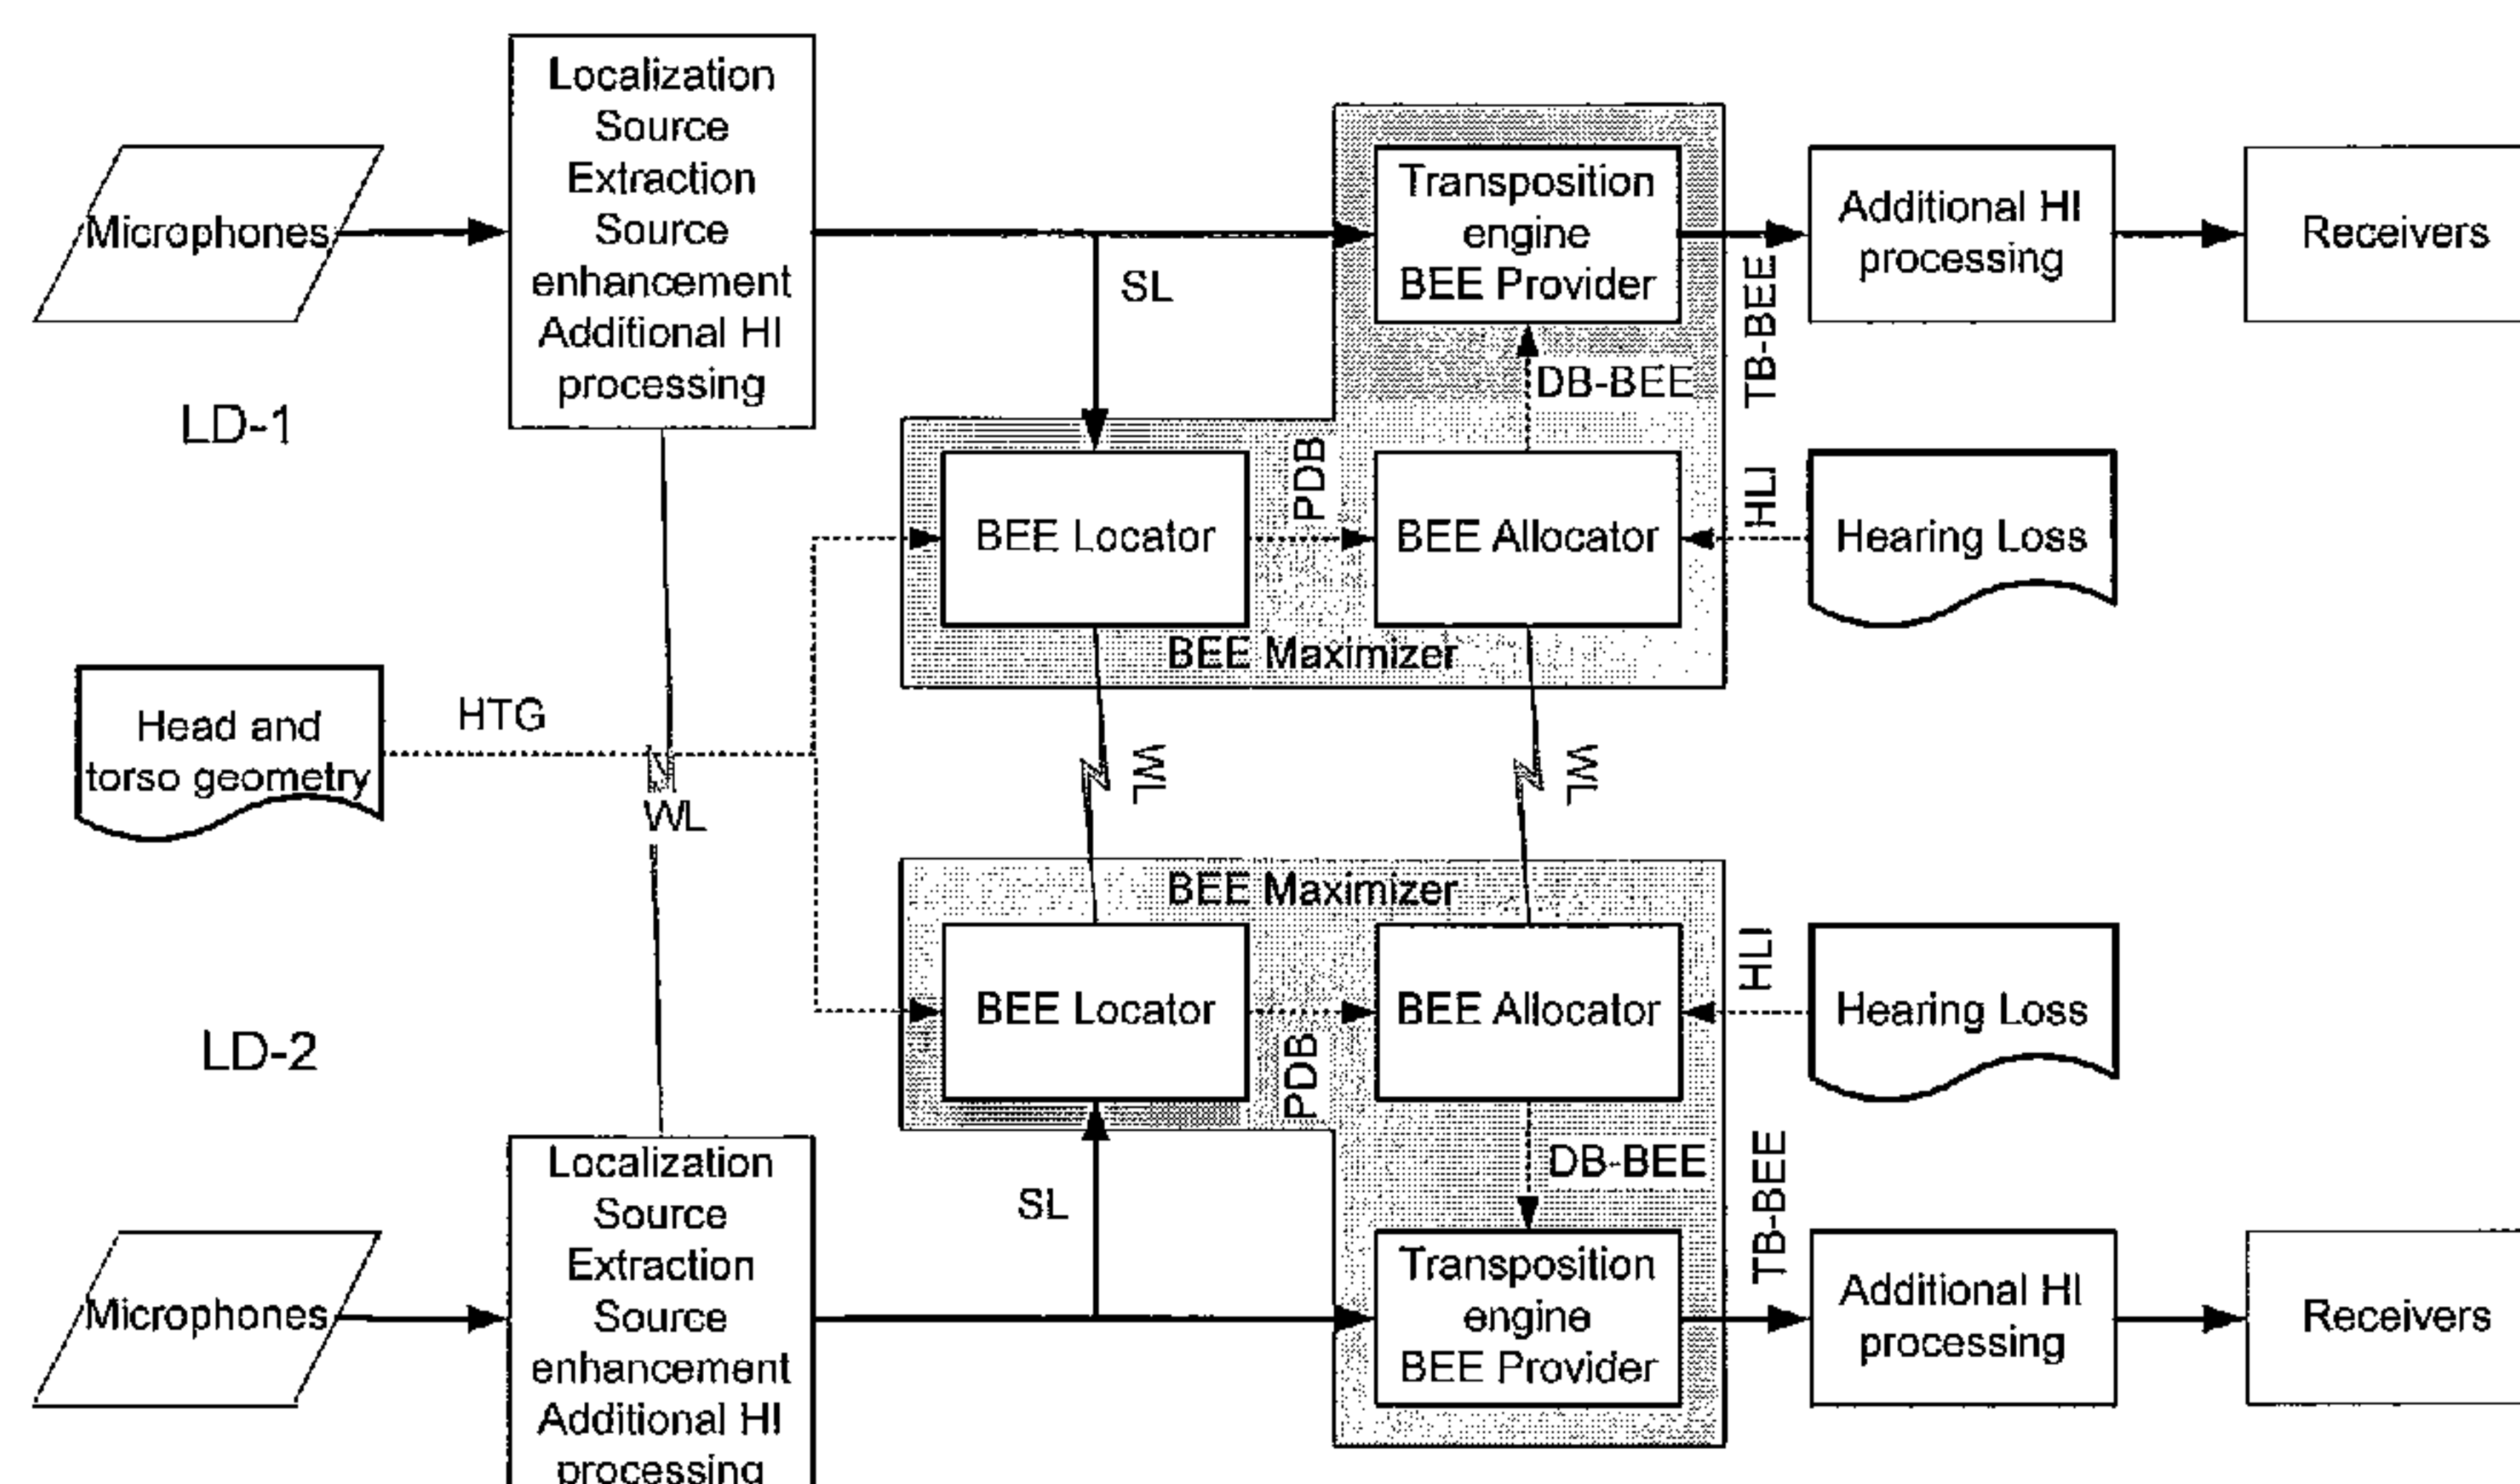 Localization
Source
Extraction
Source
enhancement
Additional HI
processing
Microphones
SL
Transposition
engine
BEE Provider
TB-BEE
Additional HI
processing
Receivers
DB-BEE
LD-1
PDB
HLI
BEE Locator
BEE Allocator
Hearing Loss
BEE Maximizer
HTG
Head and
torso geometry
WL
WL
WL
BEE Maximizer
HLI
BEE Locator
BEE Allocator
Hearing Loss
LD-2
PDB
DB-BEE
TB-BEE
SL
Localization
Source
Extraction
Source
enhancement
Additional HI
processing
Microphones
Transposition
engine
BEE Provider
Additional HI
processing
Receivers